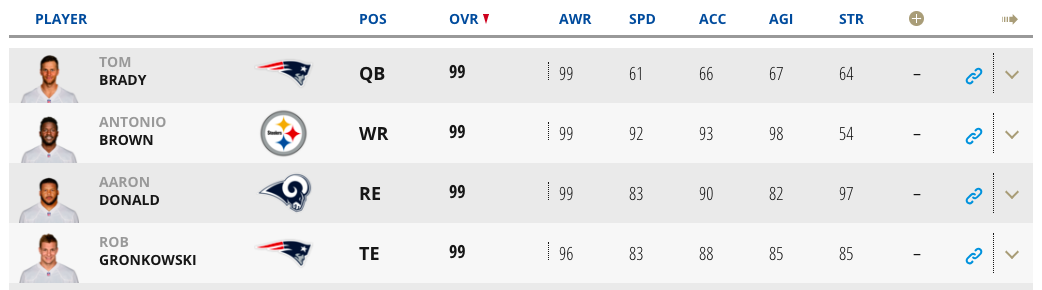 PLAYER POS OVR AWR SPD ACC AGI STR
TOM
BRADY QB 99 99 61 66 67 64 –
ANTONIO
BROWN Steelers WR 99 99 92 93 98 54 –
AARON
DONALD RE 99 99 83 90 82 97 –
ROB
GRONKOWSKI TE 99 96 83 88 85 85 –